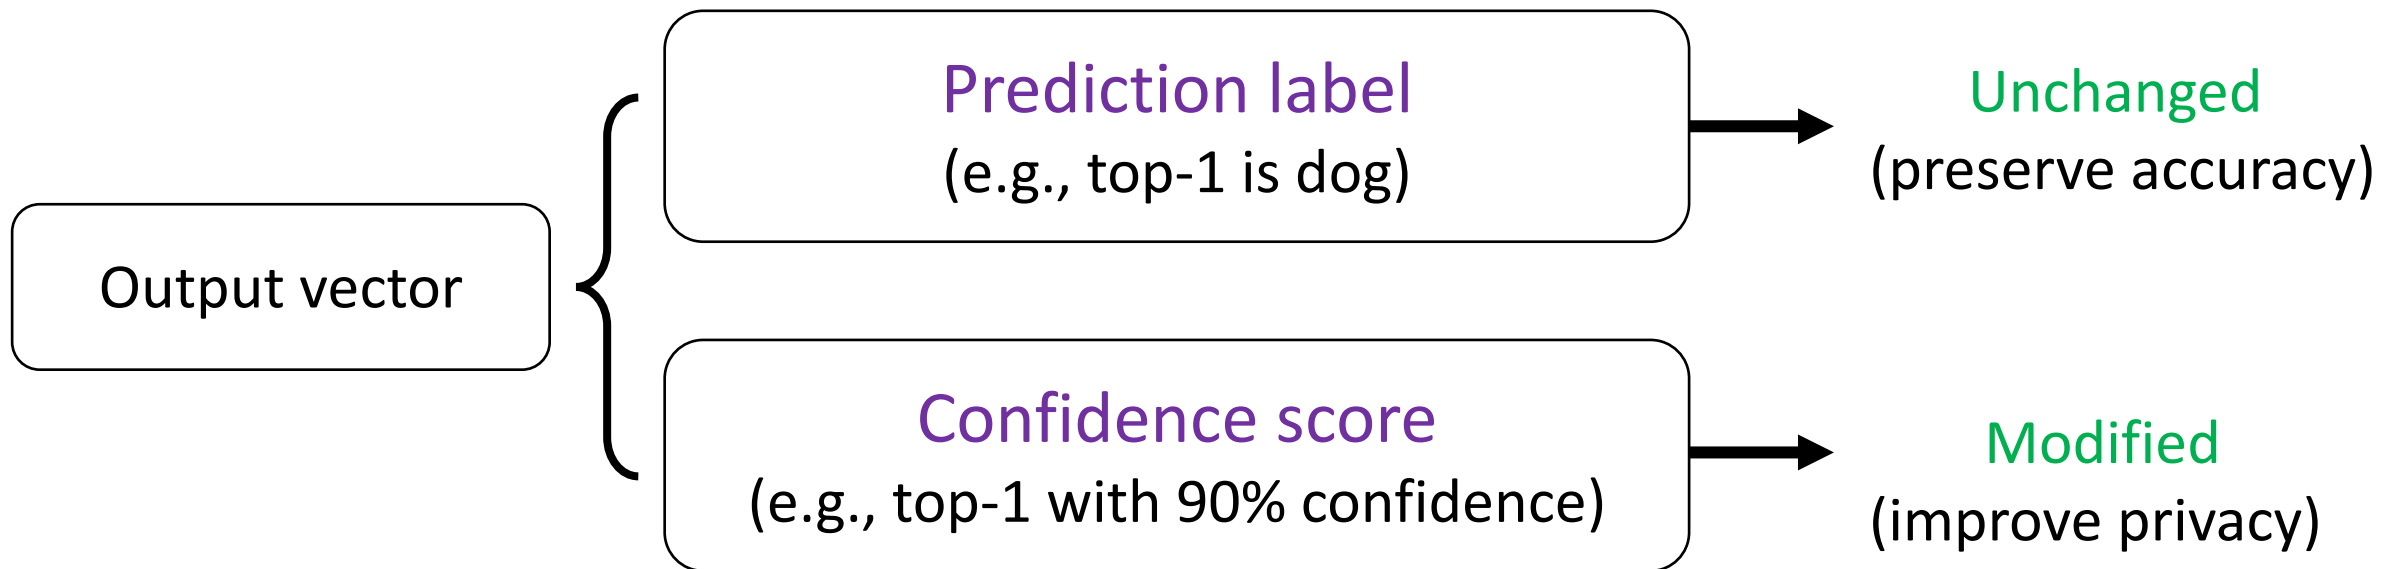 Output vector
Prediction label
(e.g., top-1 is dog)
Unchanged
(preserve accuracy)
Confidence score
(e.g., top-1 with 90% confidence)
Modified
(improve privacy)